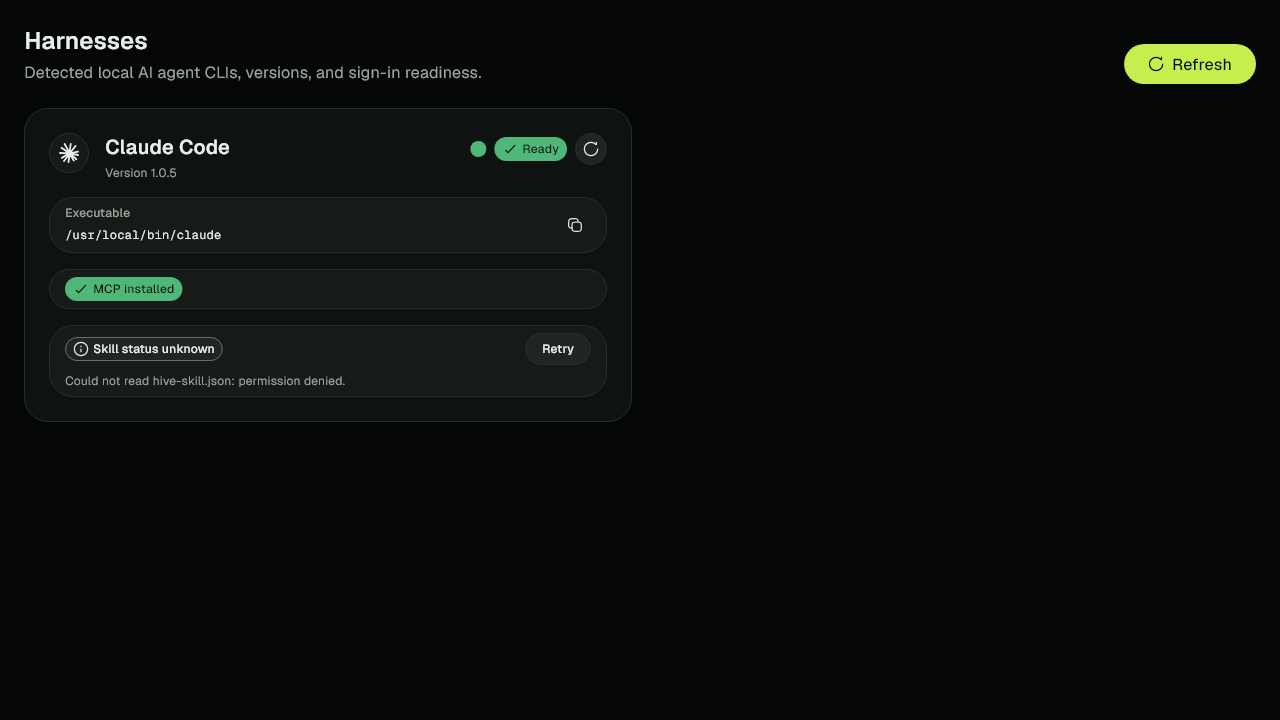 Harnesses
Detected local AI agent CLIs, versions, and sign-in readiness.
Refresh
Claude Code
Version 1.0.5
Ready
Executable
/usr/local/bin/claude
MCP installed
Skill status unknown
Retry
Could not read hive-skill.json: permission denied.